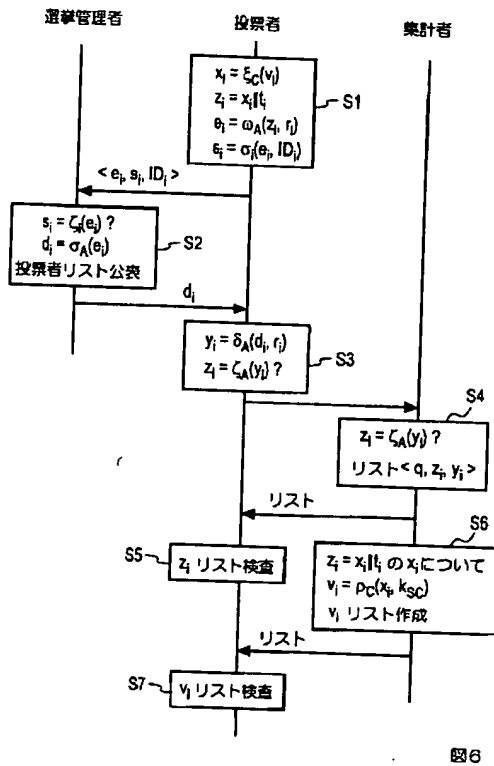 選挙管理者
投票者
集計者
xi = ξC(vi)
zi = xi‖ti
ei = ωA(zi, ri)
si = σi(ei, IDi)
S1
< ei, si, IDi >
si = ζi(ei) ?
di = σA(ei)
投票者リスト公表
S2
di
yi = δA(di, ri)
zi = ζA(yi) ?
S3
S4
zi = ζA(yi) ?
リスト< q, zi, yi >
リスト
S6
S5
zi リスト検査
zi = xi‖ti の xi について
vi = ρC(xi, kSC)
vi リスト作成
リスト
S7
vi リスト検査
図6